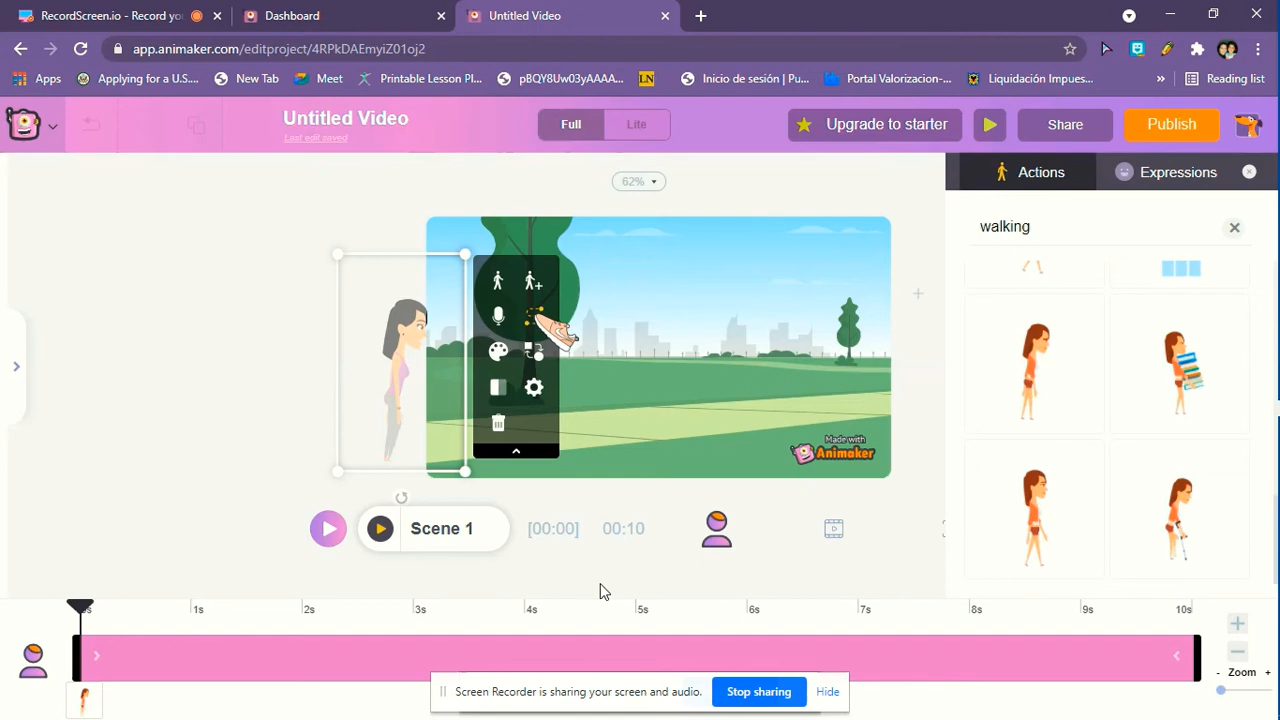 RecordScreen.io - Record yo
Dashboard
Untitled Video
app.animaker.com/editproject/4RPkDAEmyiZ01oj2
Apps
Applying for a U.S....
New Tab
Meet
Printable Lesson Pl...
pBQY8Uw03yAAAA...
LN
Inicio de sesión | Pu...
Portal Valorizacion-...
Liquidación Impues...
»
Reading list
Untitled Video
Last edit saved
Full
Lite
Upgrade to starter
Share
Publish
62%
Actions
Expressions
walking
Made with
Animaker
Scene 1
[00:00]
00:10
1s
2s
3s
4s
5s
6s
7s
8s
9s
10s
- Zoom +
Screen Recorder is sharing your screen and audio.
Stop sharing
Hide